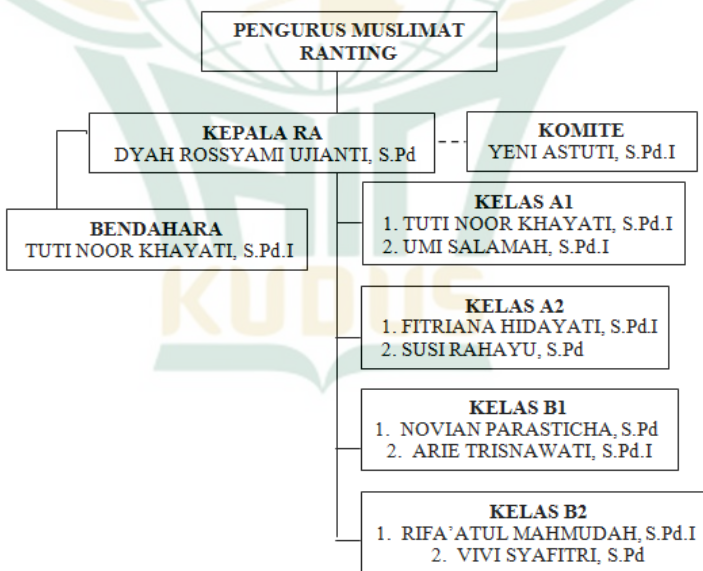 PENGURUS MUSLIMAT
RANTING
KEPALA RA
DYAH ROSSYAMI UJIANTI, S.Pd
KOMITE
YENI ASTUTI, S.Pd.I
BENDAHARA
TUTI NOOR KHAYATI, S.Pd.I
KELAS A1
1. TUTI NOOR KHAYATI, S.Pd.I
2. UMI SALAMAH, S.Pd.I
KELAS A2
1. FITRIANA HIDAYATI, S.Pd.I
2. SUSI RAHAYU, S.Pd
KELAS B1
1. NOVIAN PARASTICHA, S.Pd
2. ARIE TRISNAWATI, S.Pd.I
KELAS B2
1. RIFA'ATUL MAHMUDAH, S.Pd.I
2. VIVI SYAFITRI, S.Pd
KUDUS